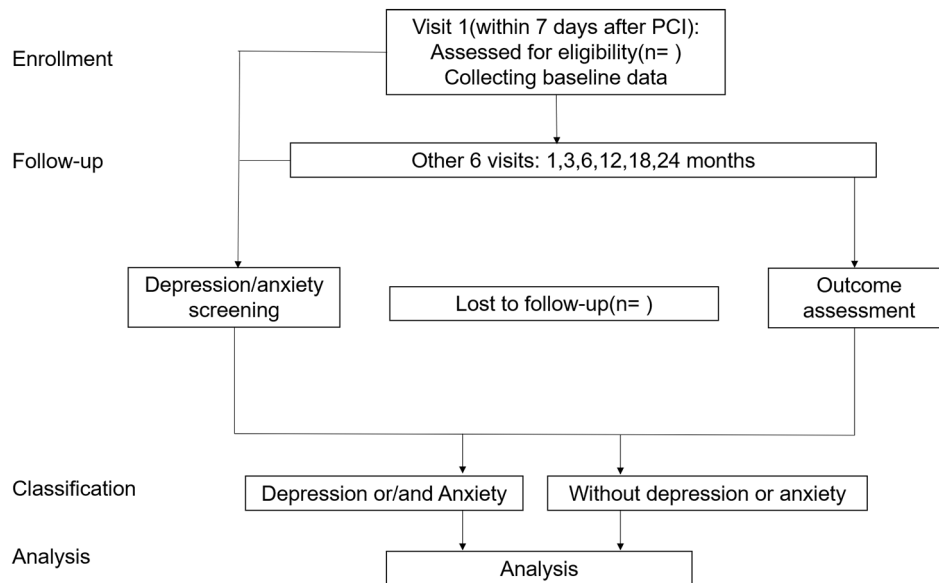 Visit 1(within 7 days after PCI):
Enrollment
Assessed for eligibility(n= )
Collecting baseline data
Follow-up
Other 6 visits: 1,3,6,12,18,24 months
Depression/anxiety
screening
Lost to follow-up(n= )
Outcome
assessment
Classification
Depression or/and Anxiety
Without depression or anxiety
Analysis
Analysis